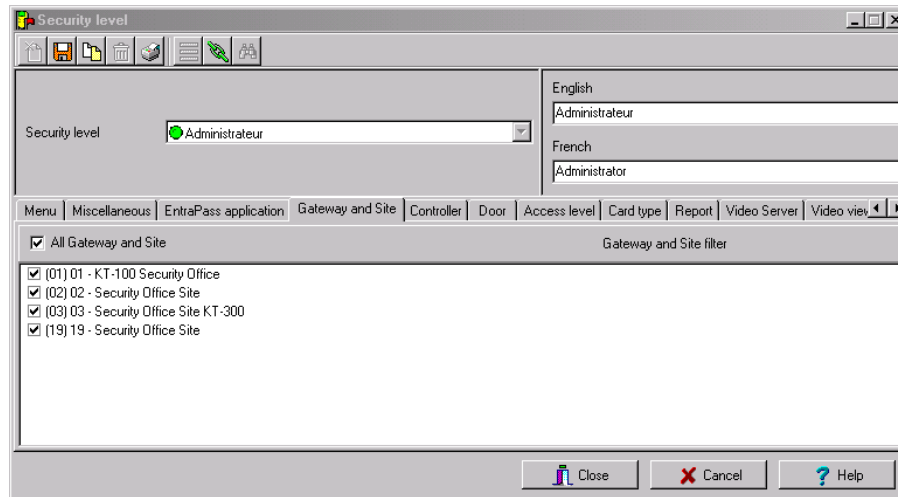 Security level
Security level
Administrateur
English
Administrateur
French
Administrator
Menu
Miscellaneous
EntraPass application
Gateway and Site
Controller
Door
Access level
Card type
Report
Video Server
Video view
All Gateway and Site
Gateway and Site filter
(01) 01 - KT-100 Security Office
(02) 02 - Security Office Site
(03) 03 - Security Office Site KT-300
(19) 19 - Security Office Site
Close
Cancel
Help